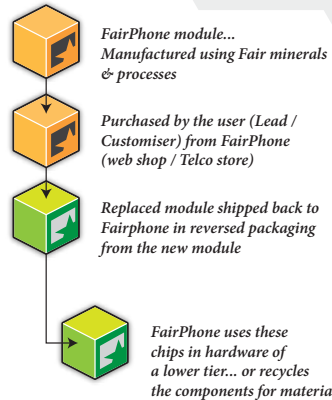 FairPhone module...
Manufactured using Fair minerals
& processes
Purchased by the user (Lead /
Customiser) from FairPhone
(web shop / Telco store)
Replaced module shipped back to
Fairphone in reversed packaging
from the new module
FairPhone uses these
chips in hardware of
a lower tier... or recycles
the components for materia